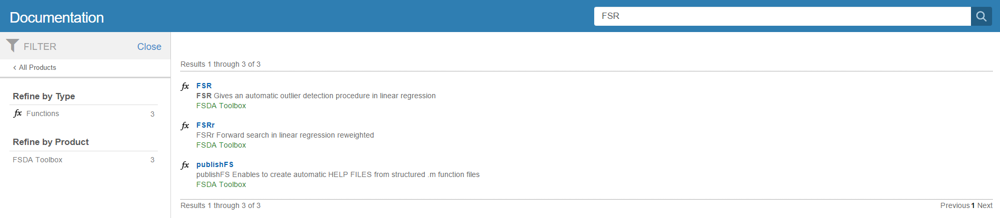 Documentation
FSR
FILTER Close
‹ All Products
Refine by Type
fx Functions 3
Refine by Product
FSDA Toolbox 3
Results 1 through 3 of 3
fx FSR
FSR Gives an automatic outlier detection procedure in linear regression
FSDA Toolbox
fx FSRr
FSRr Forward search in linear regression reweighted
FSDA Toolbox
fx publishFS
publishFS Enables to create automatic HELP FILES from structured .m function files
FSDA Toolbox
Results 1 through 3 of 3
Previous 1 Next